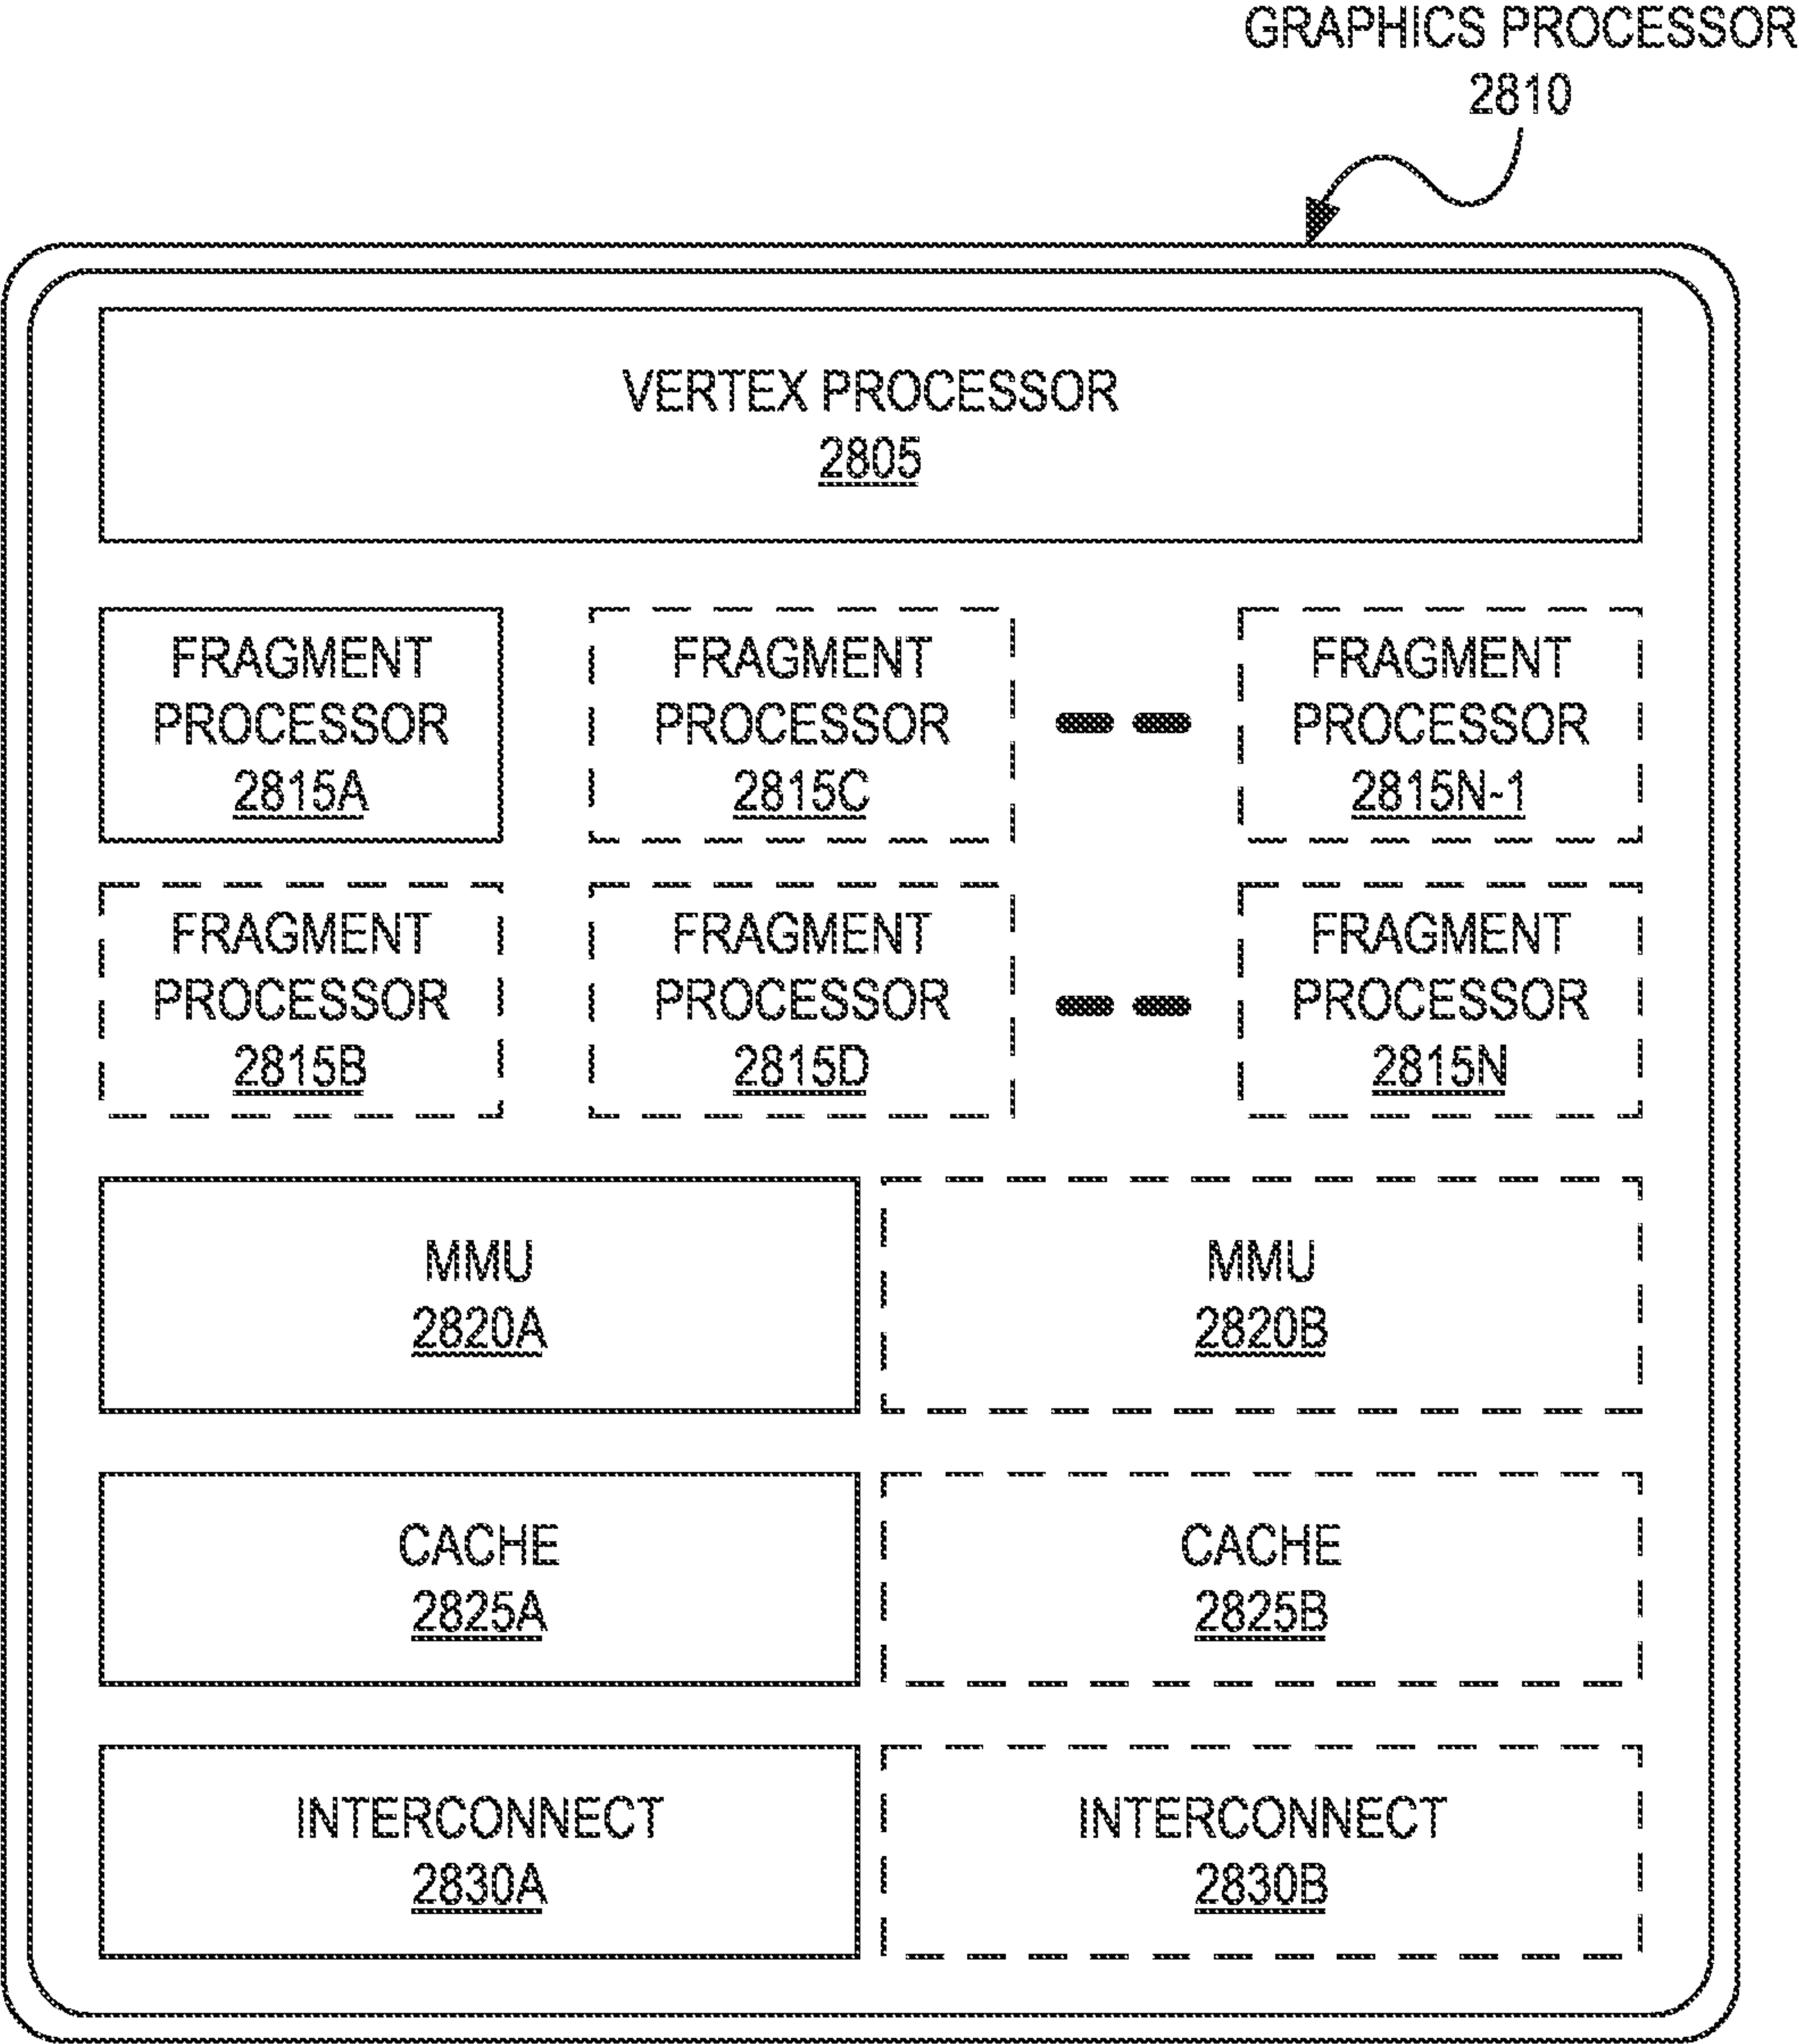 GRAPHICS PROCESSOR
2810
VERTEX PROCESSOR
2805
FRAGMENT
PROCESSOR
2815A
FRAGMENT
PROCESSOR
2815C
FRAGMENT
PROCESSOR
2815N-1
FRAGMENT
PROCESSOR
2815B
FRAGMENT
PROCESSOR
2815D
FRAGMENT
PROCESSOR
2815N
MMU
2820A
MMU
2820B
CACHE
2825A
CACHE
2825B
INTERCONNECT
2830A
INTERCONNECT
2830B